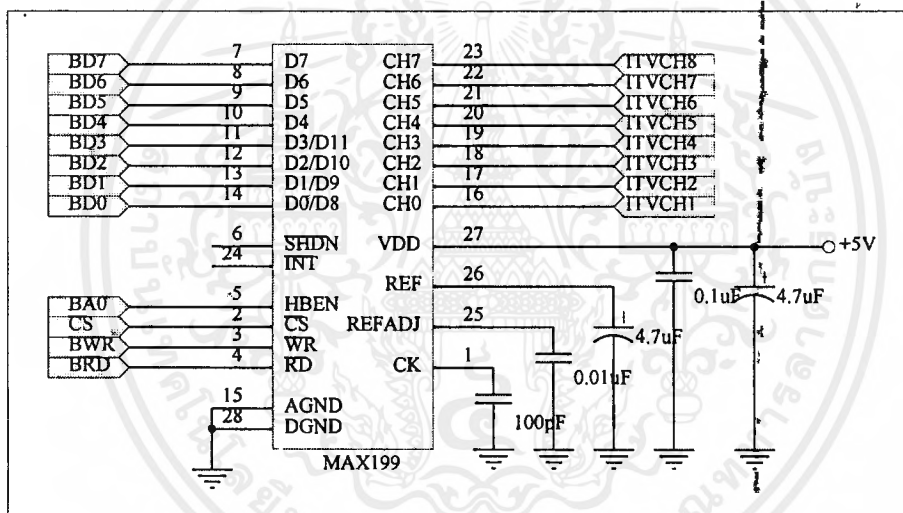 BD7 7 D7 CH7 23 ITVCH8
BD6 8 D6 CH6 22 ITVCH7
BD5 9 D5 CH5 21 ITVCH6
BD4 10 D4 CH4 20 ITVCH5
BD3 11 D3/D11 CH3 19 ITVCH4
BD2 12 D2/D10 CH2 18 ITVCH3
BD1 13 D1/D9 CH1 17 ITVCH2
BD0 14 D0/D8 CH0 16 ITVCH1
6 SHDN VDD 27 +5V
24 INT
REF 26 0.1uF 4.7uF
BA0 5 HBEN
CS 2 CS REFADJ 25 4.7uF
BWR 3 WR
BRD 4 RD CK 1 0.01uF
15 AGND
28 DGND 100pF
MAX199